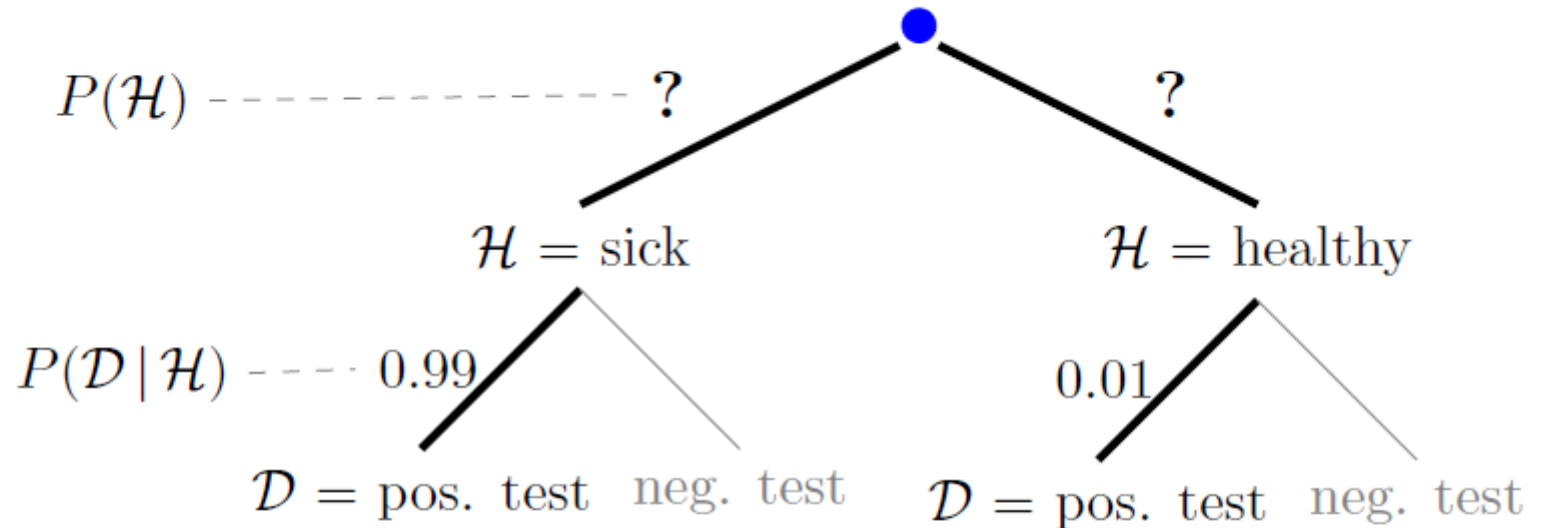 P(ℋ) ? ?
ℋ = sick ℋ = healthy
P(𝒟 | ℋ) 0.99 0.01
𝒟 = pos. test neg. test 𝒟 = pos. test neg. test